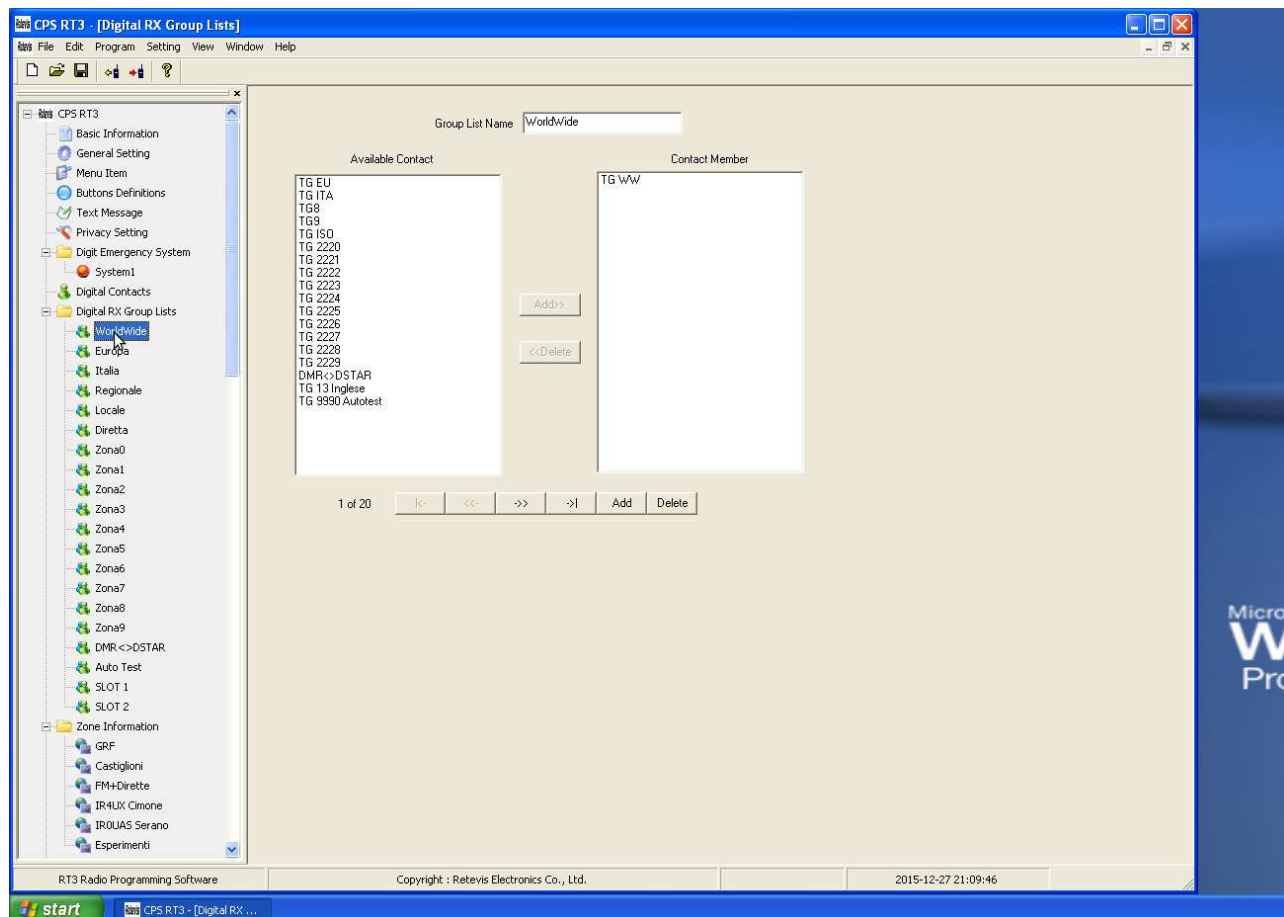 CPS RT3 - [Digital RX Group Lists]
File Edit Program Setting View Window Help
CPS RT3
Basic Information
General Setting
Menu Item
Buttons Definitions
Text Message
Privacy Setting
Digit Emergency System
System1
Digital Contacts
Digital RX Group Lists
WorldWide
Europa
Italia
Regionale
Locale
Diretta
Zona0
Zona1
Zona2
Zona3
Zona4
Zona5
Zona6
Zona7
Zona8
Zona9
DMR<>DSTAR
Auto Test
SLOT 1
SLOT 2
Zone Information
GRF
Castiglioni
FM+Dirette
IR4UX Cimone
IR0UAS Serano
Esperimenti
Group List Name WorldWide
Available Contact
TG EU
TG ITA
TG8
TG9
TG ISO
TG 2220
TG 2221
TG 2222
TG 2223
TG 2224
TG 2225
TG 2226
TG 2227
TG 2228
TG 2229
DMR<>DSTAR
TG 13 Inglese
TG 9990 Autotest
Add>>
<<Delete
Contact Member
TG WW
1 of 20 |<- <<- ->> ->| Add Delete
Micro
W
Pro
RT3 Radio Programming Software Copyright : Retevis Electronics Co., Ltd. 2015-12-27 21:09:46
start CPS RT3 - [Digital RX ...